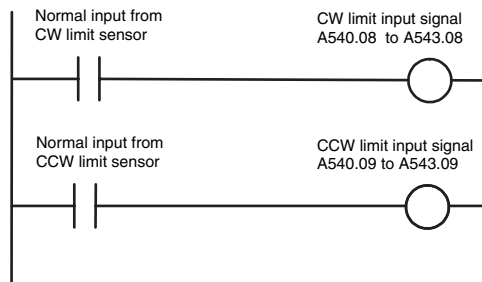 Normal input from
CW limit sensor
CW limit input signal
A540.08 to A543.08
Normal input from
CCW limit sensor
CCW limit input signal
A540.09 to A543.09